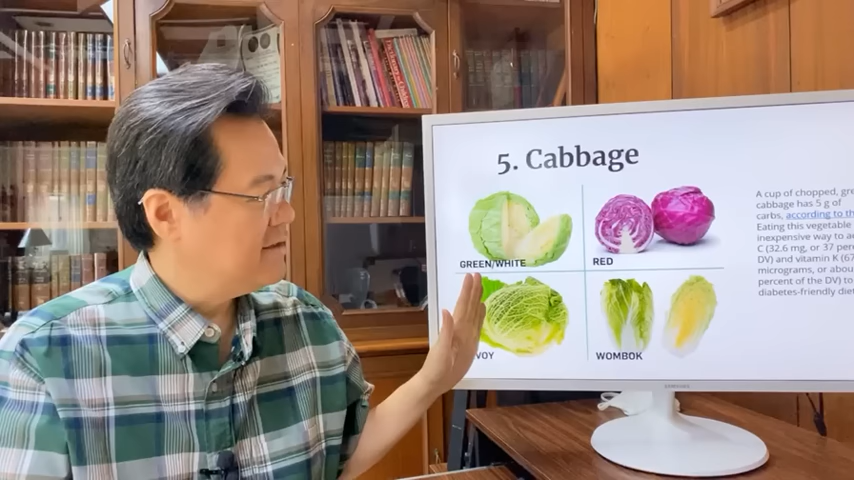 5. Cabbage
GREEN/WHITE
RED
VOY
WOMBOK
A cup of chopped, gre
cabbage has 5 g of
carbs, according to th
Eating this vegetable
inexpensive way to a
C (32.6 mg, or 37 per
DV) and vitamin K (67
micrograms, or abou
percent of the DV) to
diabetes-friendly die
SAMSUNG